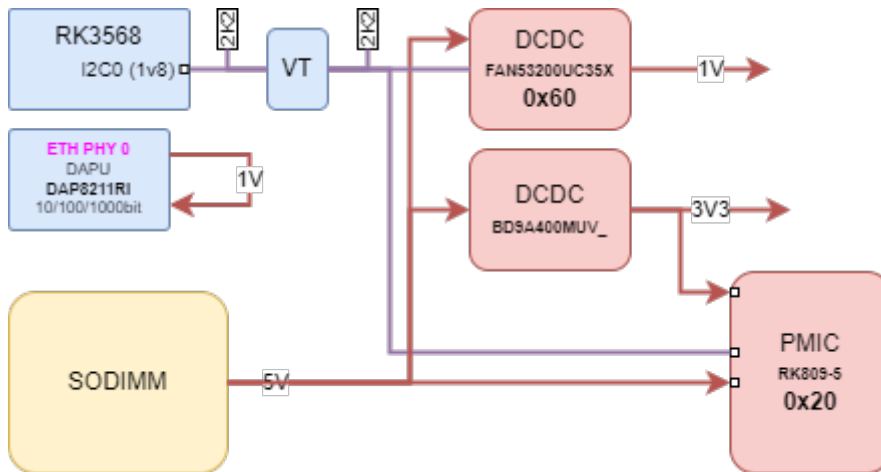 RK3568
I2C0 (1v8)
2K2
VT
2K2
DCDC
FAN53200UC35X
0x60
1V
ETH PHY 0
DAPU
DAP8211RI
10/100/1000bit
1V
DCDC
BD9A400MUV_
3V3
SODIMM
5V
PMIC
RK809-5
0x20